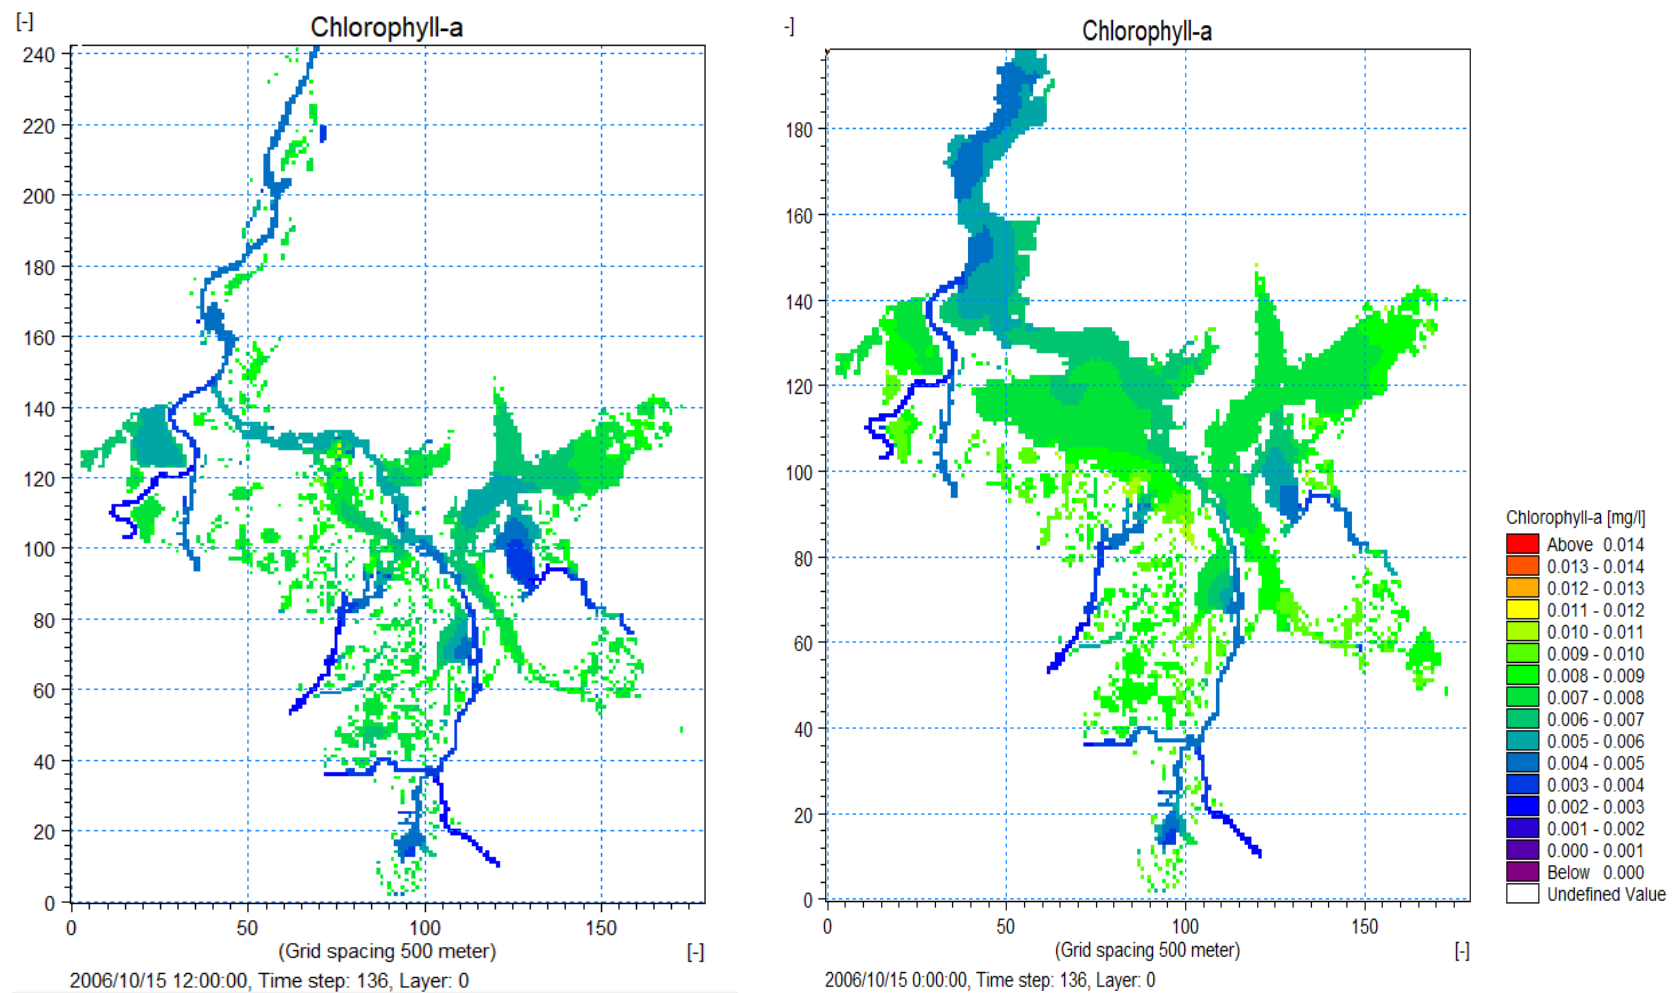 [-]
Chlorophyll-a
240
220
200
180
160
140
120
100
80
60
40
20
0
0 50 100 150
(Grid spacing 500 meter) [-]
2006/10/15 12:00:00, Time step: 136, Layer: 0
-]
Chlorophyll-a
180
160
140
120
100
80
60
40
20
0
0 50 100 150
(Grid spacing 500 meter) [-]
2006/10/15 0:00:00, Time step: 136, Layer: 0
Chlorophyll-a [mg/l]
Above 0.014
0.013 - 0.014
0.012 - 0.013
0.011 - 0.012
0.010 - 0.011
0.009 - 0.010
0.008 - 0.009
0.007 - 0.008
0.006 - 0.007
0.005 - 0.006
0.004 - 0.005
0.003 - 0.004
0.002 - 0.003
0.001 - 0.002
0.000 - 0.001
Below 0.000
Undefined Value